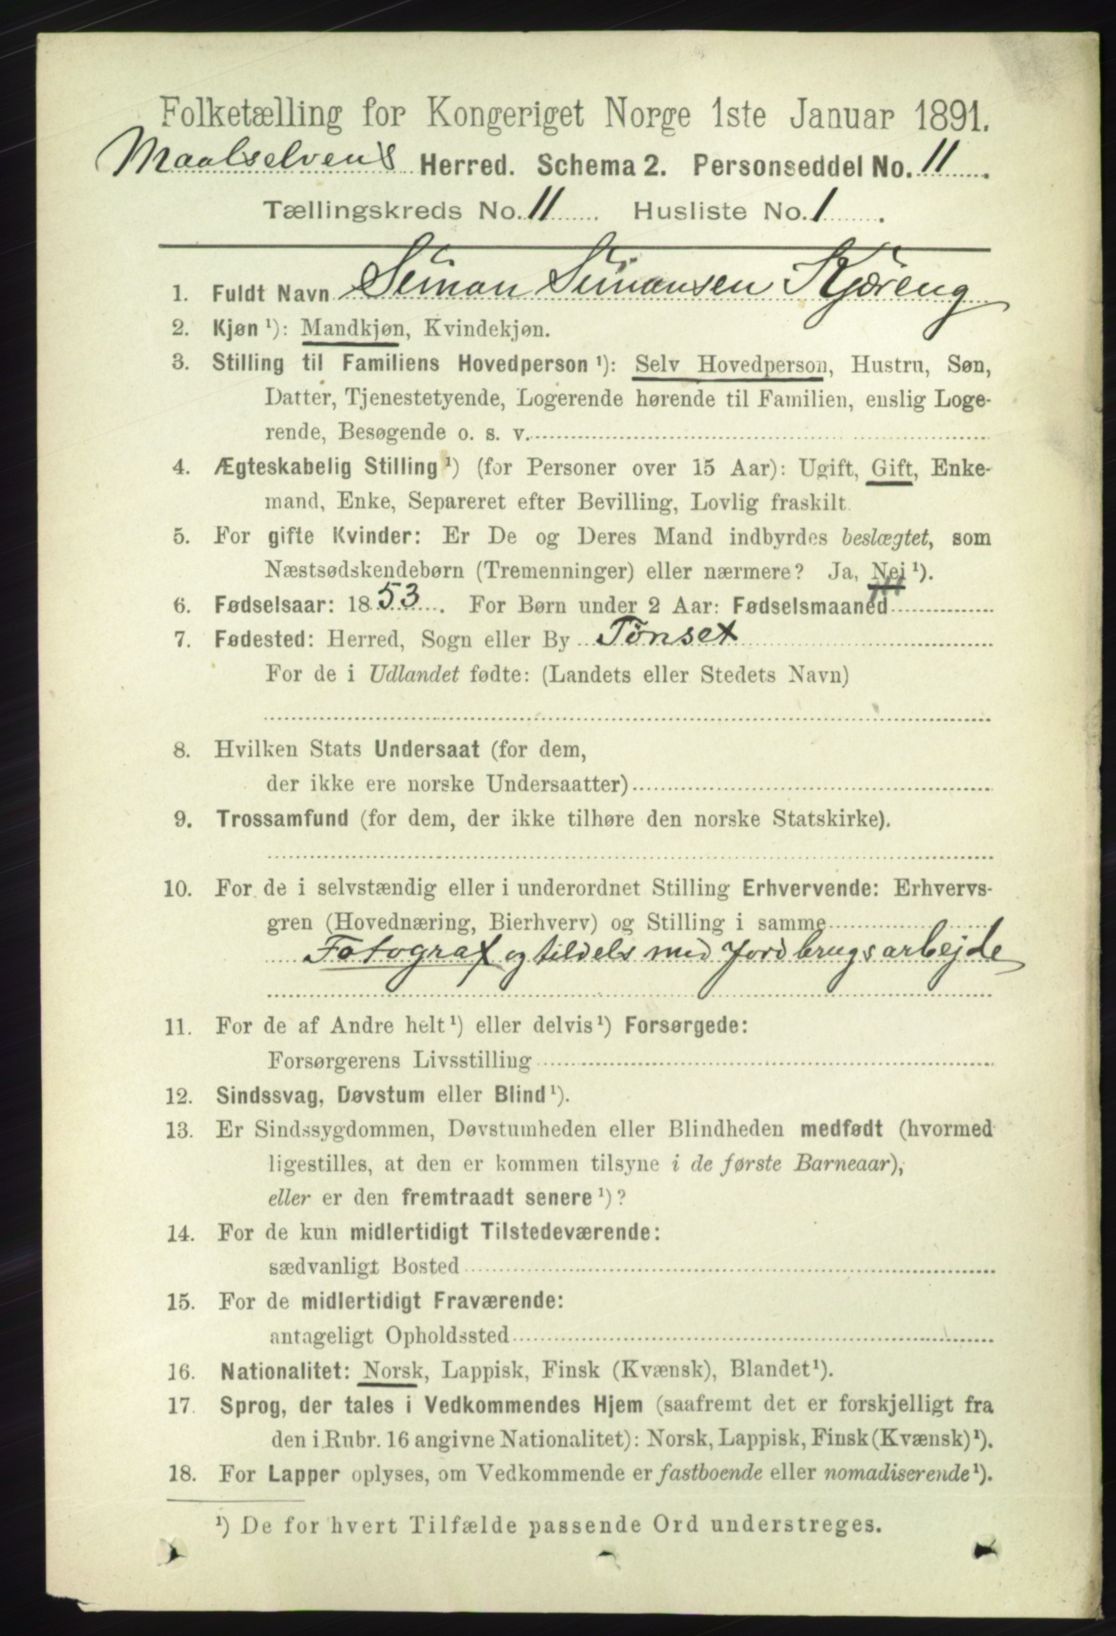 Folketælling for Kongeriget Norge 1ste Januar 1891.
Maalselvens Herred. Schema 2. Personseddel No. 11.
Tællingskreds No. 11. Husliste No. 1.
1. Fuldt Navn Simon Simonsen Kjøreng
2. Kjøn ¹): Mandkjøn, Kvindekjøn.
3. Stilling til Familiens Hovedperson ¹): Selv Hovedperson, Hustru, Søn,
Datter, Tjenestetyende, Logerende hørende til Familien, enslig Loge-
rende, Besøgende o. s. v.
4. Ægteskabelig Stilling ¹) (for Personer over 15 Aar): Ugift, Gift, Enke-
mand, Enke, Separeret efter Bevilling, Lovlig fraskilt
5. For gifte Kvinder: Er De og Deres Mand indbyrdes beslægtet, som
Næstsødskendebørn (Tremenninger) eller nærmere? Ja, Nei ¹).
6. Fødselsaar: 1853. For Børn under 2 Aar: Fødselsmaaned
7. Fødested: Herred, Sogn eller By Tønset
For de i Udlandet fødte: (Landets eller Stedets Navn)
8. Hvilken Stats Undersaat (for dem,
der ikke ere norske Undersaatter)
9. Trossamfund (for dem, der ikke tilhøre den norske Statskirke).
10. For de i selvstændig eller i underordnet Stilling Erhvervende: Erhvervs-
gren (Hovednæring, Bierhverv) og Stilling i samme
Fotograf og tildels med Jordbrugsarbejde
11. For de af Andre helt ¹) eller delvis ¹) Forsørgede:
Forsørgerens Livsstilling
12. Sindssvag, Døvstum eller Blind ¹).
13. Er Sindssygdommen, Døvstumheden eller Blindheden medfødt (hvormed
ligestilles, at den er kommen tilsyne i de første Barneaar),
eller er den fremtraadt senere ¹)?
14. For de kun midlertidigt Tilstedeværende:
sædvanligt Bosted
15. For de midlertidigt Fraværende:
antageligt Opholdssted
16. Nationalitet: Norsk, Lappisk, Finsk (Kvænsk), Blandet ¹).
17. Sprog, der tales i Vedkommendes Hjem (saafremt det er forskjelligt fra
den i Rubr. 16 angivne Nationalitet): Norsk, Lappisk, Finsk (Kvænsk) ¹).
18. For Lapper oplyses, om Vedkommende er fastboende eller nomadiserende ¹).
¹) De for hvert Tilfælde passende Ord understreges.